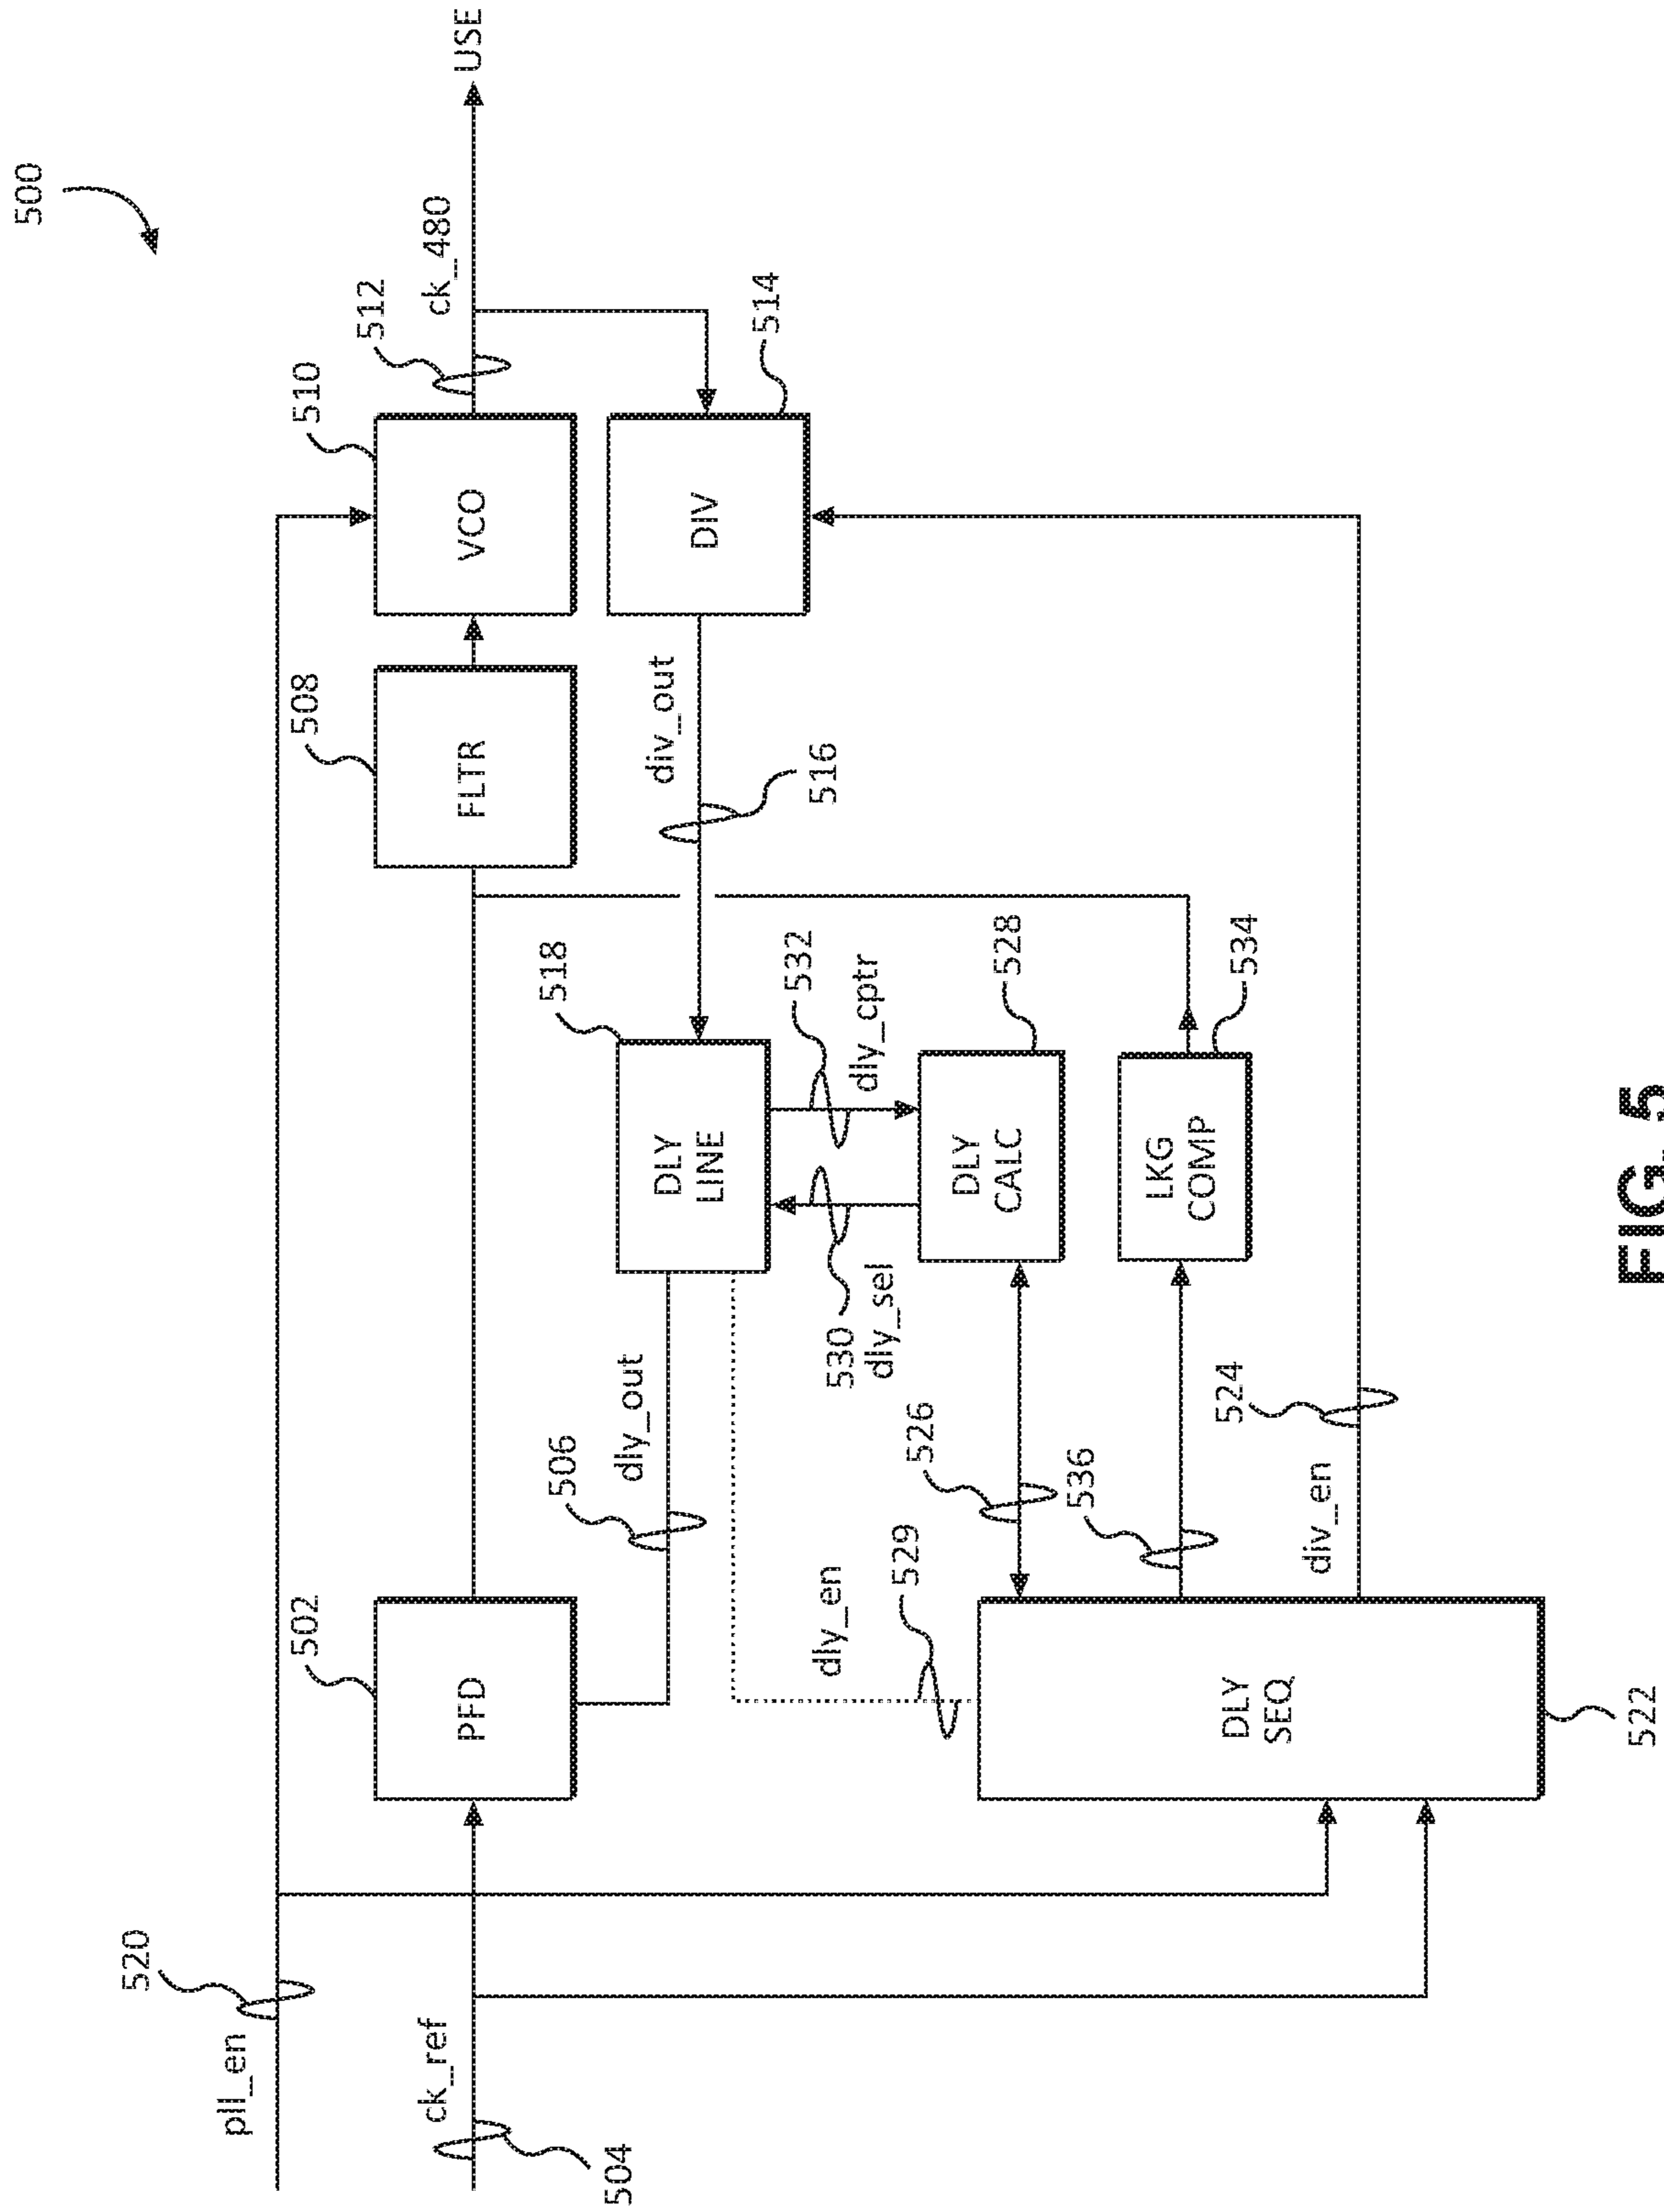 500
pll_en
520
ck_ref
504
502
PFD
508
FLTR
510
VCO
512
ck_480
USE
506
dly_out
518
DLY
LINE
div_out
516
DIV
514
dly_en
529
530
dly_sel
532
dly_cptr
526
DLY
CALC
528
536
LKG
COMP
534
DLY
SEQ
522
div_en
524
FIG. 5